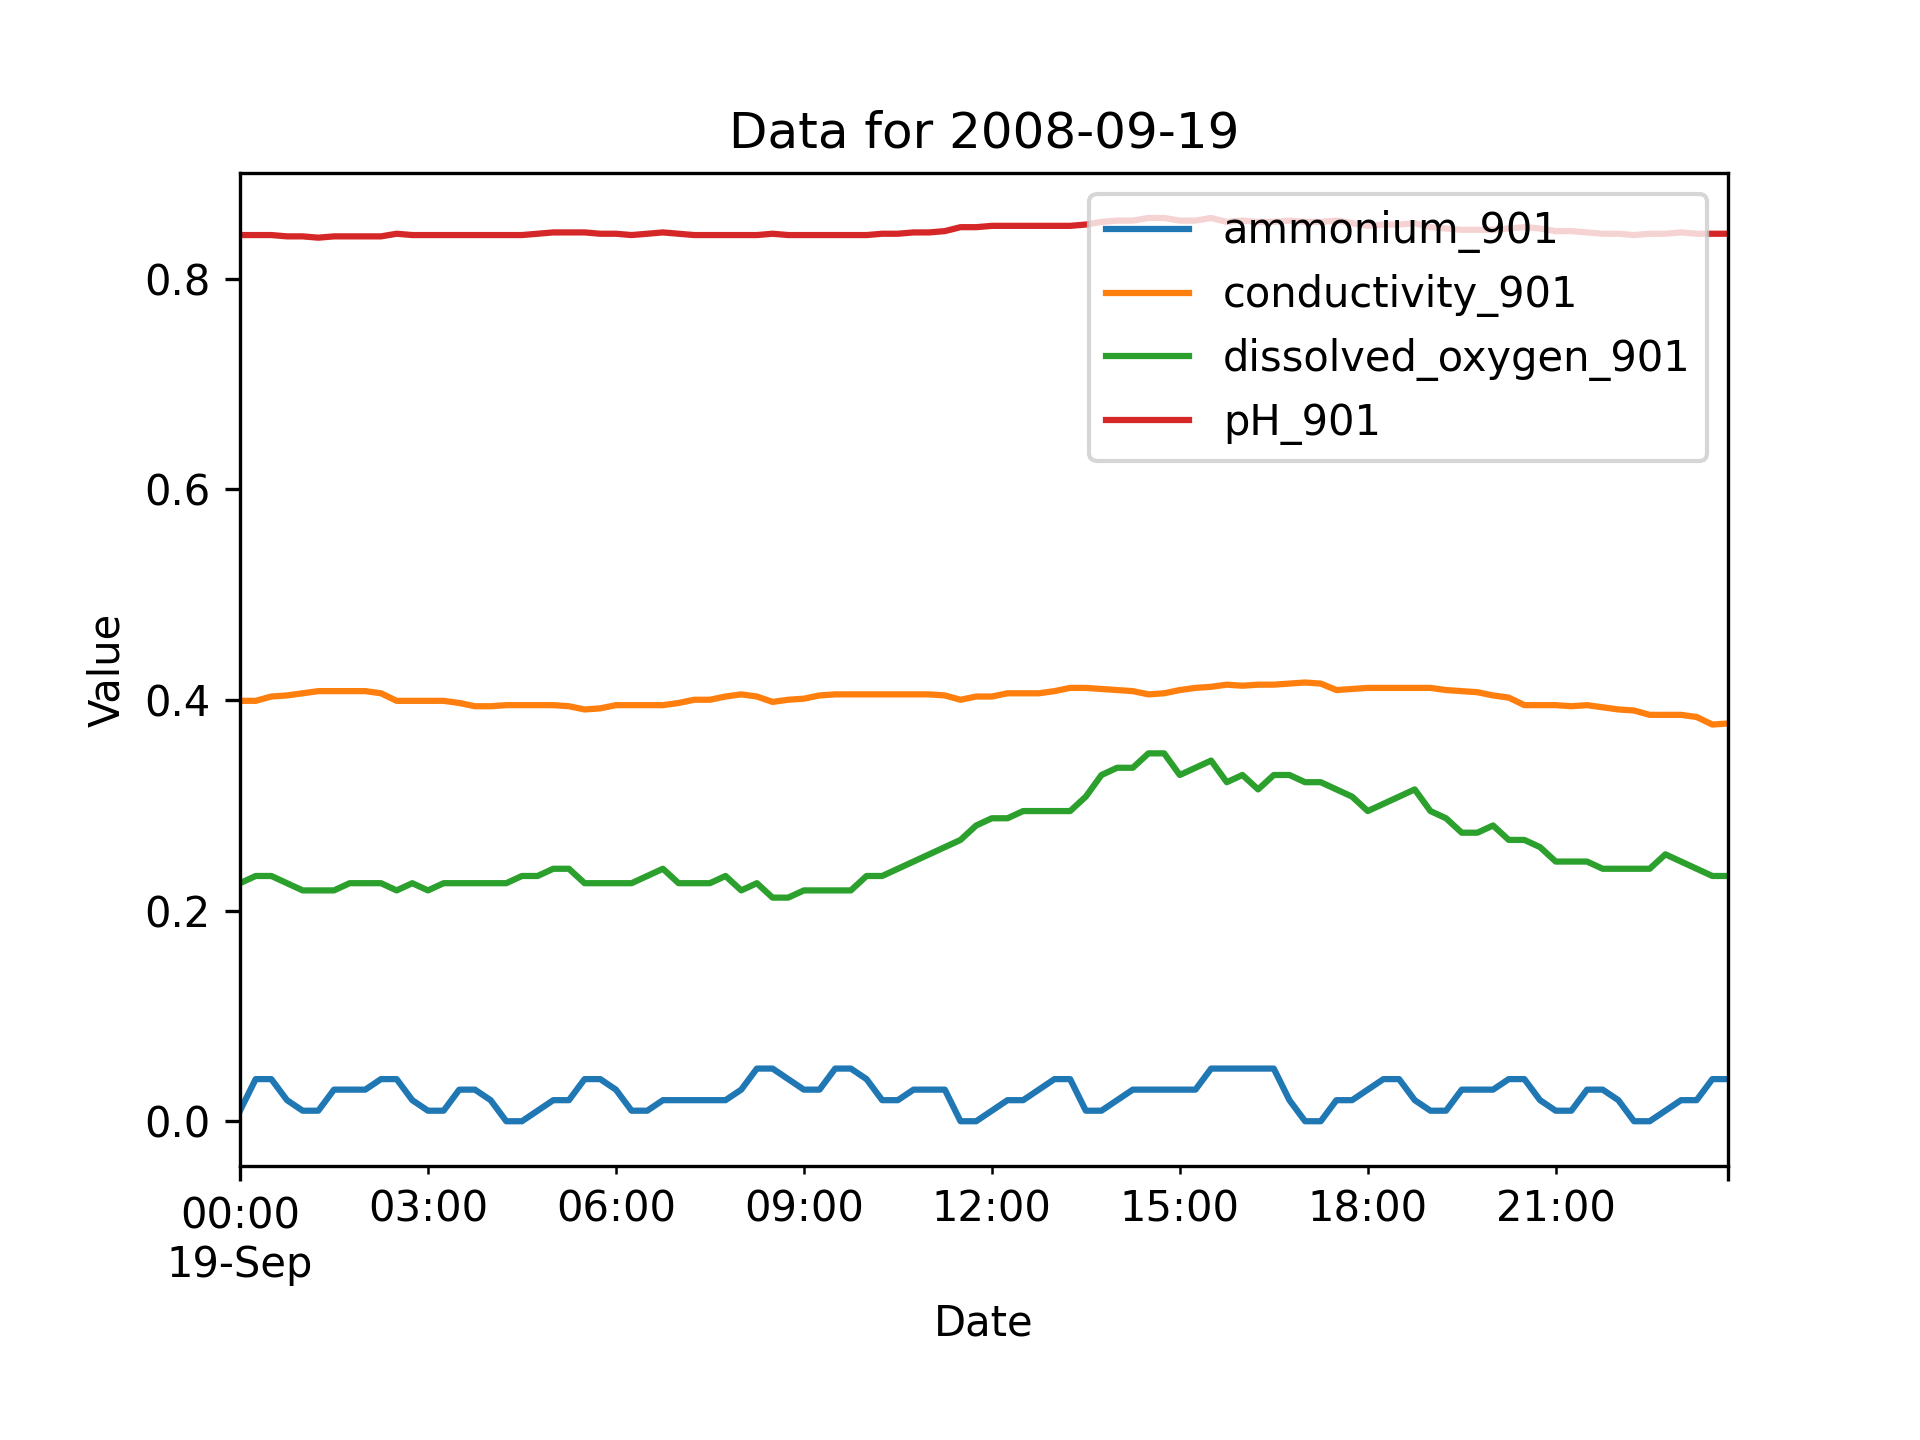 Data for 2008-09-19
ammonium_901
conductivity_901
dissolved_oxygen_901
pH_901
0.8
0.6
0.4
0.2
0.0
Value
00:00 03:00 06:00 09:00 12:00 15:00 18:00 21:00
19-Sep
Date